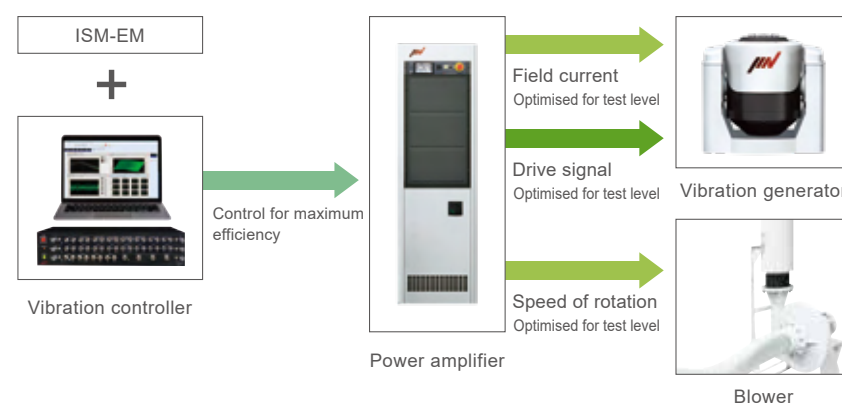 ISM-EM
+
Vibration controller
Control for maximum
efficiency
Power amplifier
Field current
Optimised for test level
Drive signal
Optimised for test level
Speed of rotation
Optimised for test level
Vibration generator
Blower